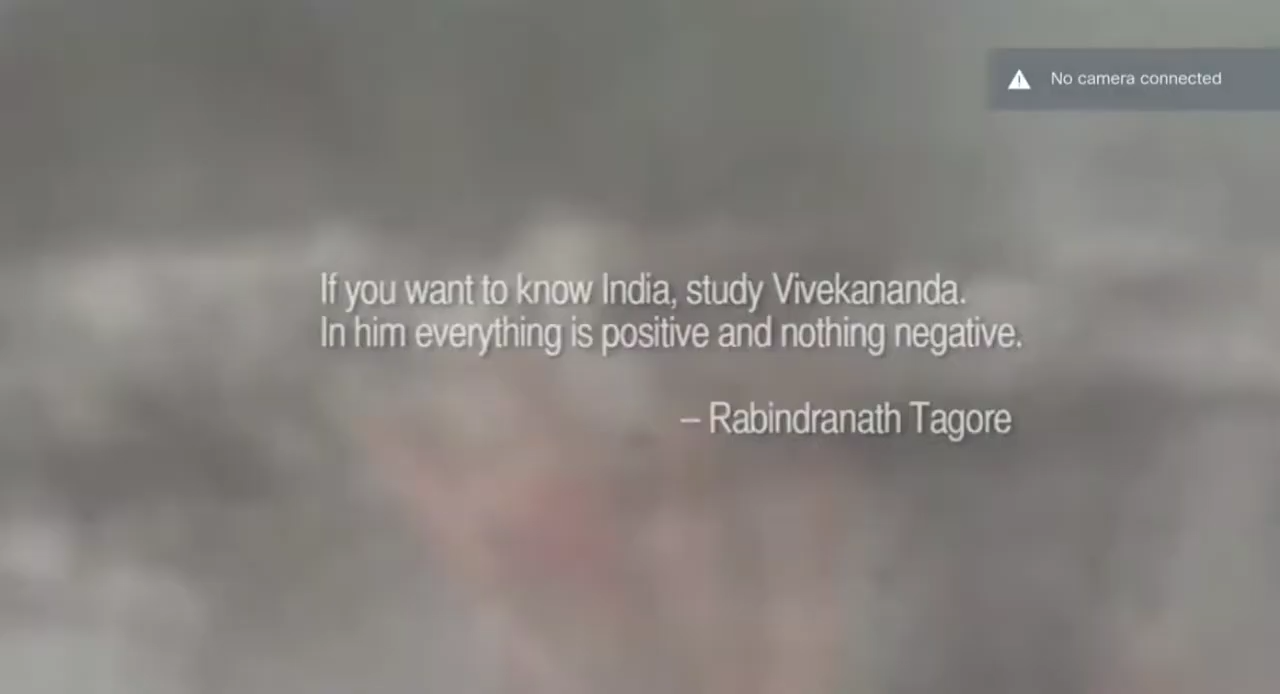 No camera connected
If you want to know India, study Vivekananda.
In him everything is positive and nothing negative.
– Rabindranath Tagore